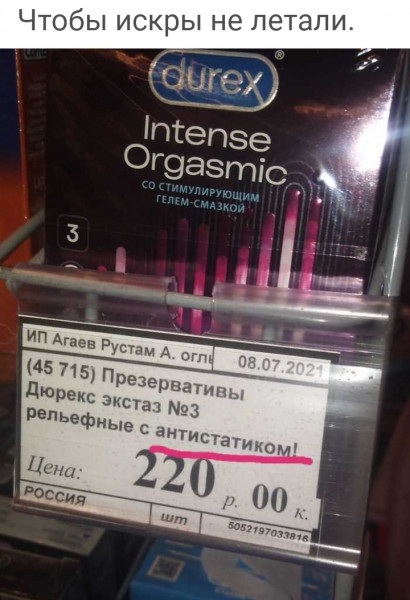 Чтобы искры не летали.
durex
Intense
Orgasmic
со стимулирующим
гелем-смазкой
3
ИП Агаев Рустам А. оглы 08.07.2021
(45 715) Презервативы
Дюрекс экстаз №3
рельефные с антистатиком!
Цена: 220 р. 00 к.
РОССИЯ шт 5052197033816